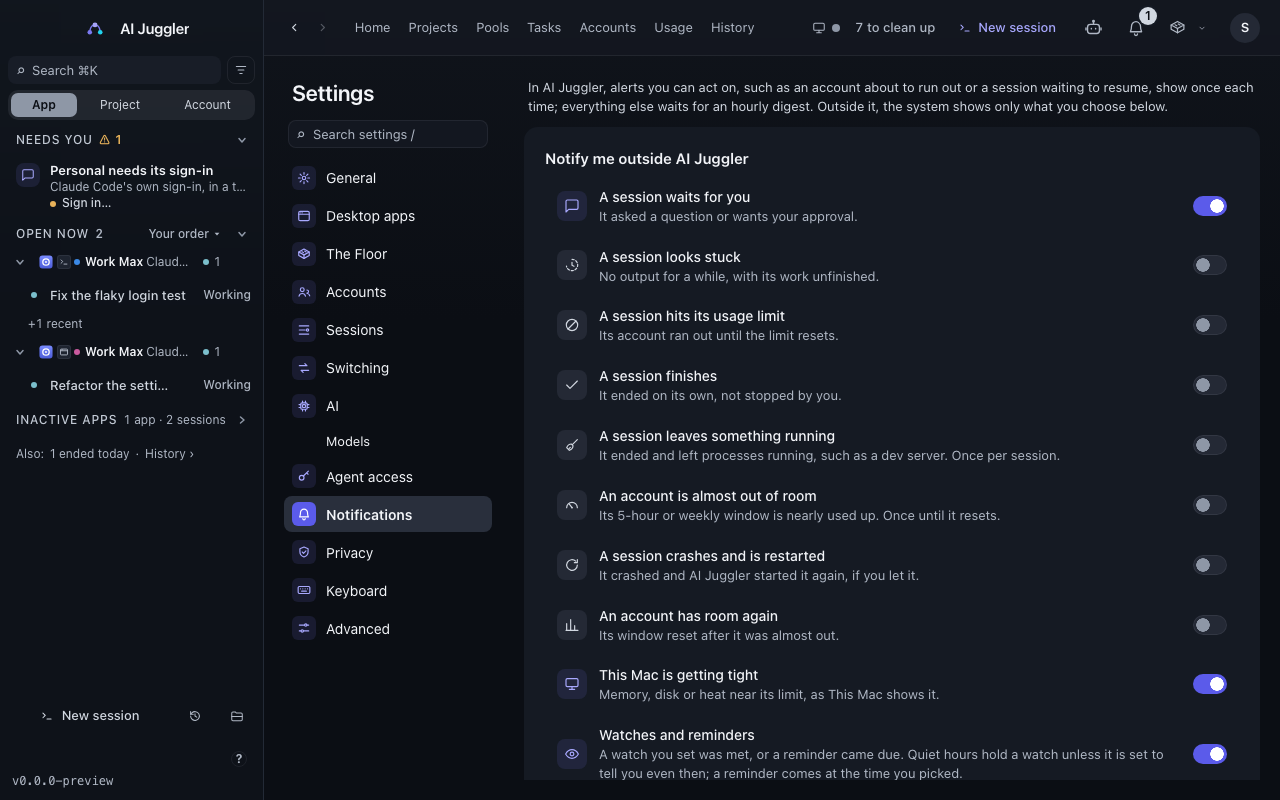 AI Juggler
Search ⌘K
App
Project
Account
NEEDS YOU 1
Personal needs its sign-in
Claude Code's own sign-in, in a t...
Sign in...
OPEN NOW 2
Your order
Work Max Claud... 1
Fix the flaky login test Working
+1 recent
Work Max Claud... 1
Refactor the setti... Working
INACTIVE APPS 1 app · 2 sessions
Also: 1 ended today · History ›
New session
?
v0.0.0-preview
Home
Projects
Pools
Tasks
Accounts
Usage
History
7 to clean up
New session
1
S
Settings
Search settings /
General
Desktop apps
The Floor
Accounts
Sessions
Switching
AI
Models
Agent access
Notifications
Privacy
Keyboard
Advanced
In AI Juggler, alerts you can act on, such as an account about to run out or a session waiting to resume, show once each
time; everything else waits for an hourly digest. Outside it, the system shows only what you choose below.
Notify me outside AI Juggler
A session waits for you
It asked a question or wants your approval.
A session looks stuck
No output for a while, with its work unfinished.
A session hits its usage limit
Its account ran out until the limit resets.
A session finishes
It ended on its own, not stopped by you.
A session leaves something running
It ended and left processes running, such as a dev server. Once per session.
An account is almost out of room
Its 5-hour or weekly window is nearly used up. Once until it resets.
A session crashes and is restarted
It crashed and AI Juggler started it again, if you let it.
An account has room again
Its window reset after it was almost out.
This Mac is getting tight
Memory, disk or heat near its limit, as This Mac shows it.
Watches and reminders
A watch you set was met, or a reminder came due. Quiet hours hold a watch unless it is set to
tell you even then; a reminder comes at the time you picked.